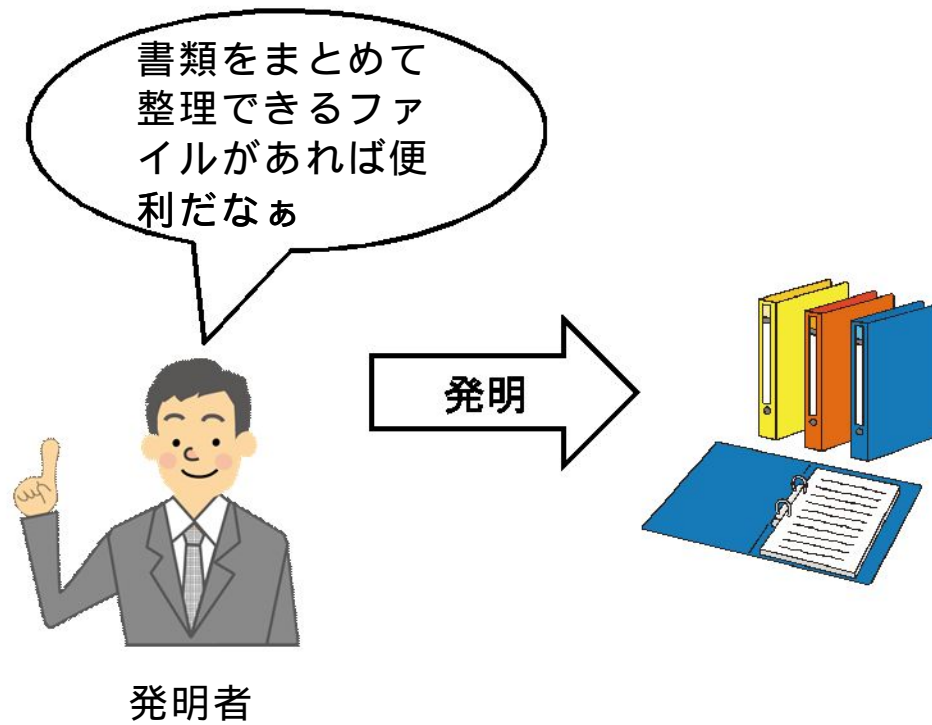 書類をまとめて
整理できるファ
イルがあれば便
利だなぁ
発明
発明者